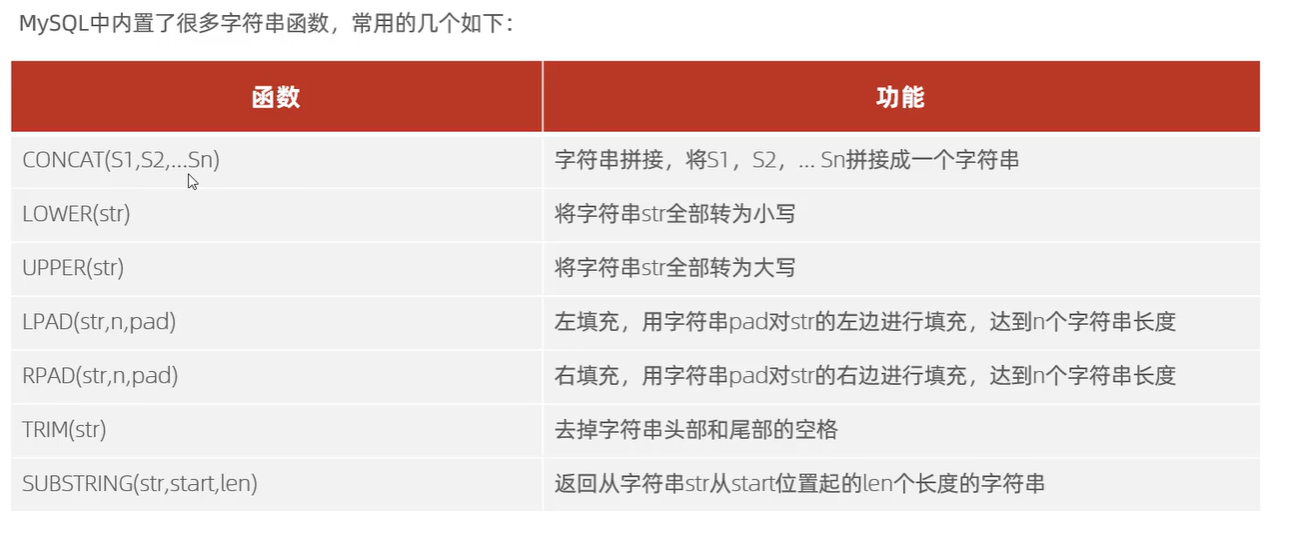 MySQL中内置了很多字符串函数，常用的几个如下：
函数 功能
CONCAT(S1,S2,...Sn) 字符串拼接，将S1，S2，... Sn拼接成一个字符串
LOWER(str) 将字符串str全部转为小写
UPPER(str) 将字符串str全部转为大写
LPAD(str,n,pad) 左填充，用字符串pad对str的左边进行填充，达到n个字符串长度
RPAD(str,n,pad) 右填充，用字符串pad对str的右边进行填充，达到n个字符串长度
TRIM(str) 去掉字符串头部和尾部的空格
SUBSTRING(str,start,len) 返回从字符串str从start位置起的len个长度的字符串